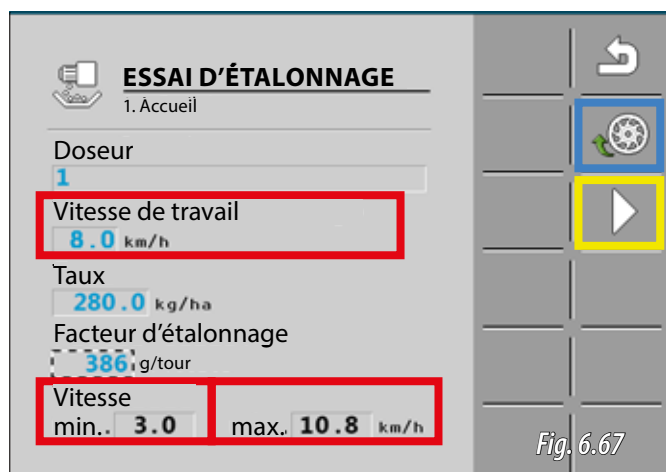 ESSAI D'ÉTALONNAGE
1. Accueil
Doseur
1
Vitesse de travail
8.0 km/h
Taux
280.0 kg/ha
Facteur d'étalonnage
386 g/tour
Vitesse
min.. 3.0 max. 10.8 km/h
Fig. 6.67